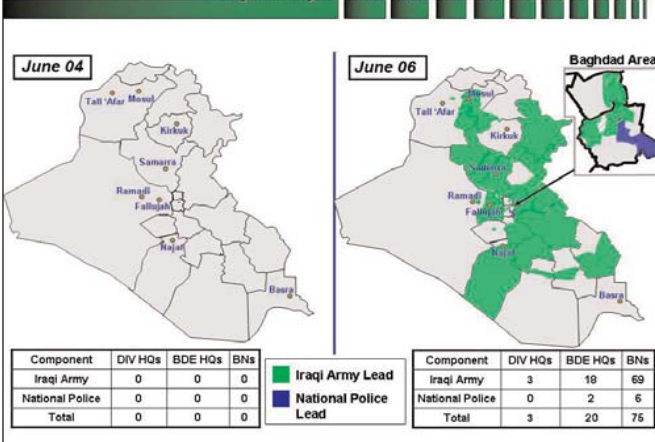 June 04
Tall 'Afar
Mosul
Kirkuk
Samarra
Ramadi
Fallujah
Najaf
Basra
June 06
Baghdad Area
Tall 'Afar
Mosul
Kirkuk
Samarra
Ramadi
Fallujah
Najaf
Basra
Component DIV HQs BDE HQs BNs
Iraqi Army 0 0 0
National Police 0 0 0
Total 0 0 0
Iraqi Army Lead
National Police
Lead
Component DIV HQs BDE HQs BNs
Iraqi Army 3 18 69
National Police 0 2 6
Total 3 20 75